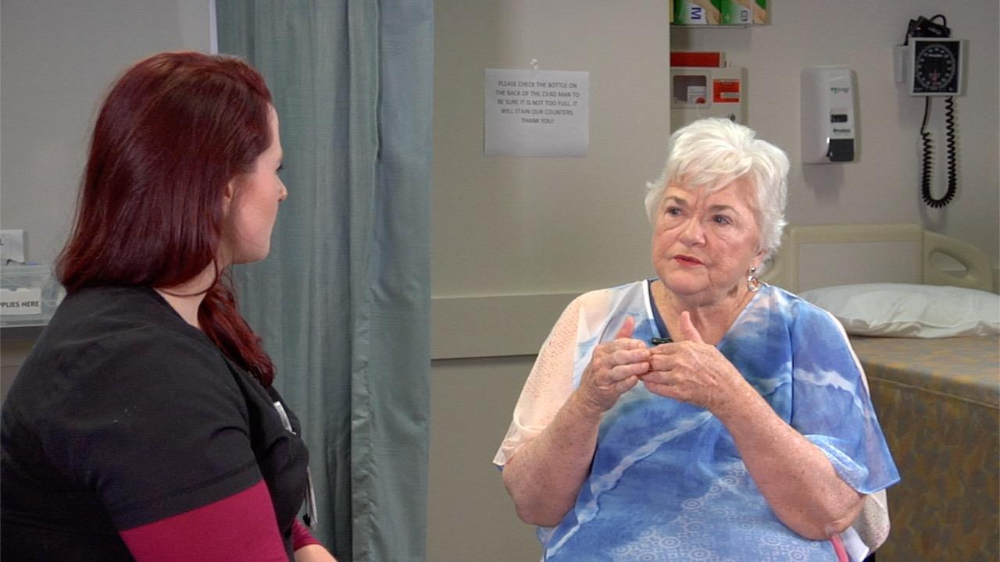 M
PLEASE CHECK THE BOTTLE ON
THE BACK OF THE CVAD MAN TO
BE SURE IT IS NOT TOO FULL. IT
WILL STAIN OUR COUNTERS.
THANK YOU!
L
PPLIES HERE